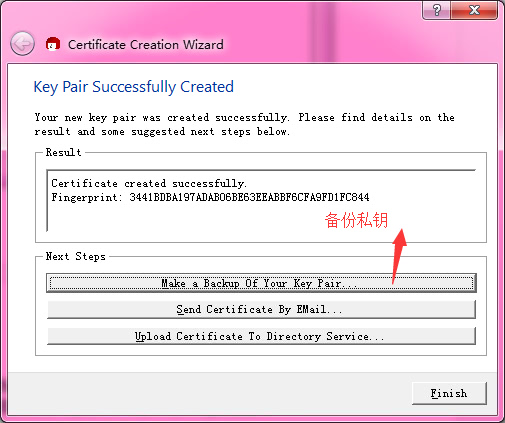 Certificate Creation Wizard
Key Pair Successfully Created
Your new key pair was created successfully. Please find details on the
result and some suggested next steps below.
Result
Certificate created successfully.
Fingerprint: 3441BDBA197ADAB06BE63EEABBF6CFA9FD1FC844
备份私钥
Next Steps
Make a Backup Of Your Key Pair...
Send Certificate By EMail...
Upload Certificate To Directory Service...
Finish